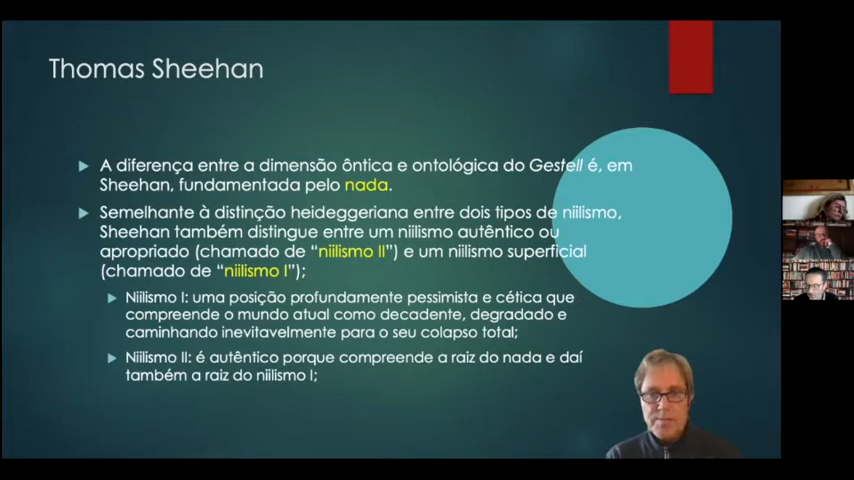 Thomas Sheehan
A diferença entre a dimensão ôntica e ontológica do Gestell é, em
Sheehan, fundamentada pelo nada.
Semelhante à distinção heideggeriana entre dois tipos de niilismo,
Sheehan também distingue entre um niilismo autêntico ou
apropriado (chamado de “niilismo II”) e um niilismo superficial
(chamado de “niilismo I”);
Niilismo I: uma posição profundamente pessimista e cética que
compreende o mundo atual como decadente, degradado e
caminhando inevitavelmente para o seu colapso total;
Niilismo II: é autêntico porque compreende a raiz do nada e daí
também a raiz do niilismo I;